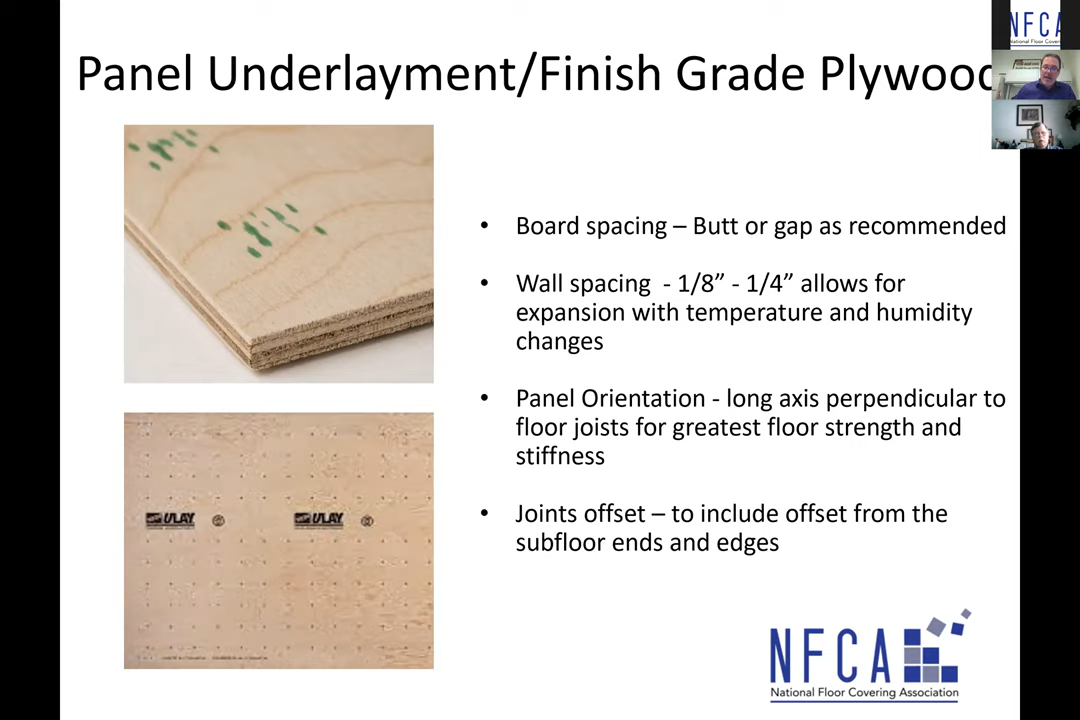 Panel Underlayment/Finish Grade Plywood
NFCA
National Floor Coveri
• Board spacing – Butt or gap as recommended
• Wall spacing - 1/8” - 1/4” allows for
expansion with temperature and humidity
changes
• Panel Orientation - long axis perpendicular to
floor joists for greatest floor strength and
stiffness
• Joints offset – to include offset from the
subfloor ends and edges
ULAY
ULAY
NFCA
National Floor Covering Association